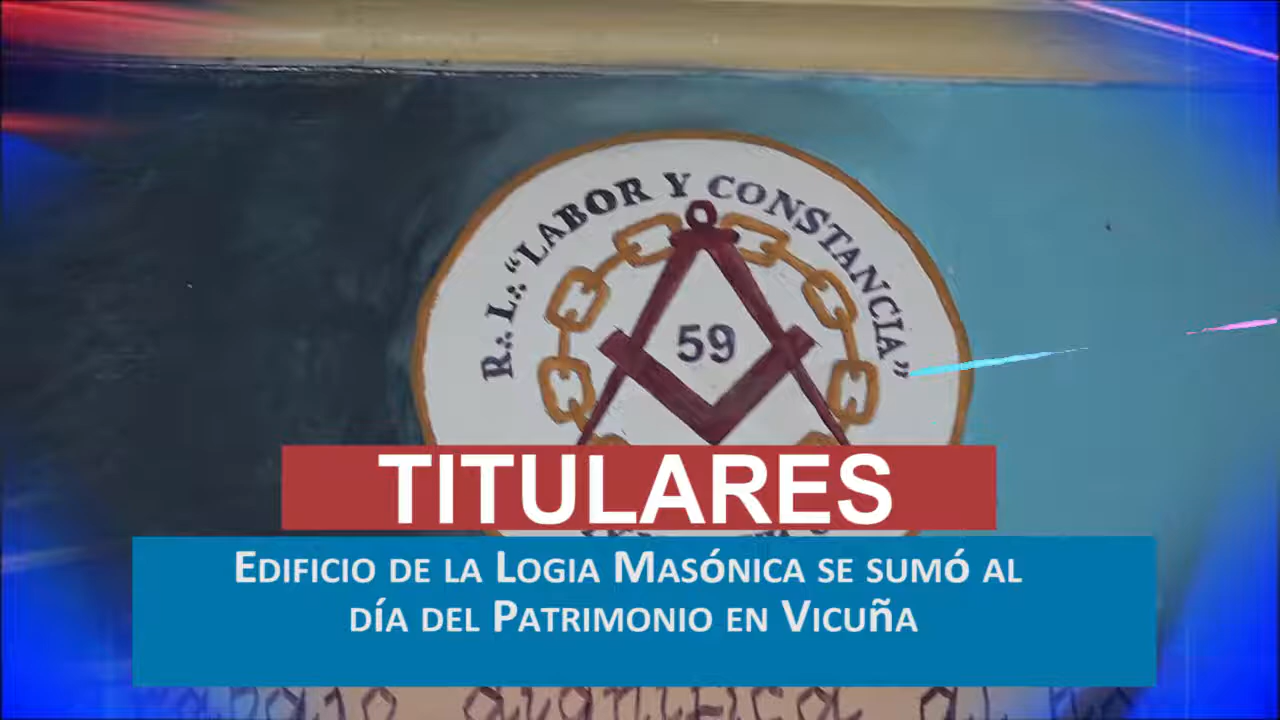 R∴ L∴ "LABOR Y CONSTANCIA"
59
TITULARES
EDIFICIO DE LA LOGIA MASÓNICA SE SUMÓ AL
DÍA DEL PATRIMONIO EN VICUÑA